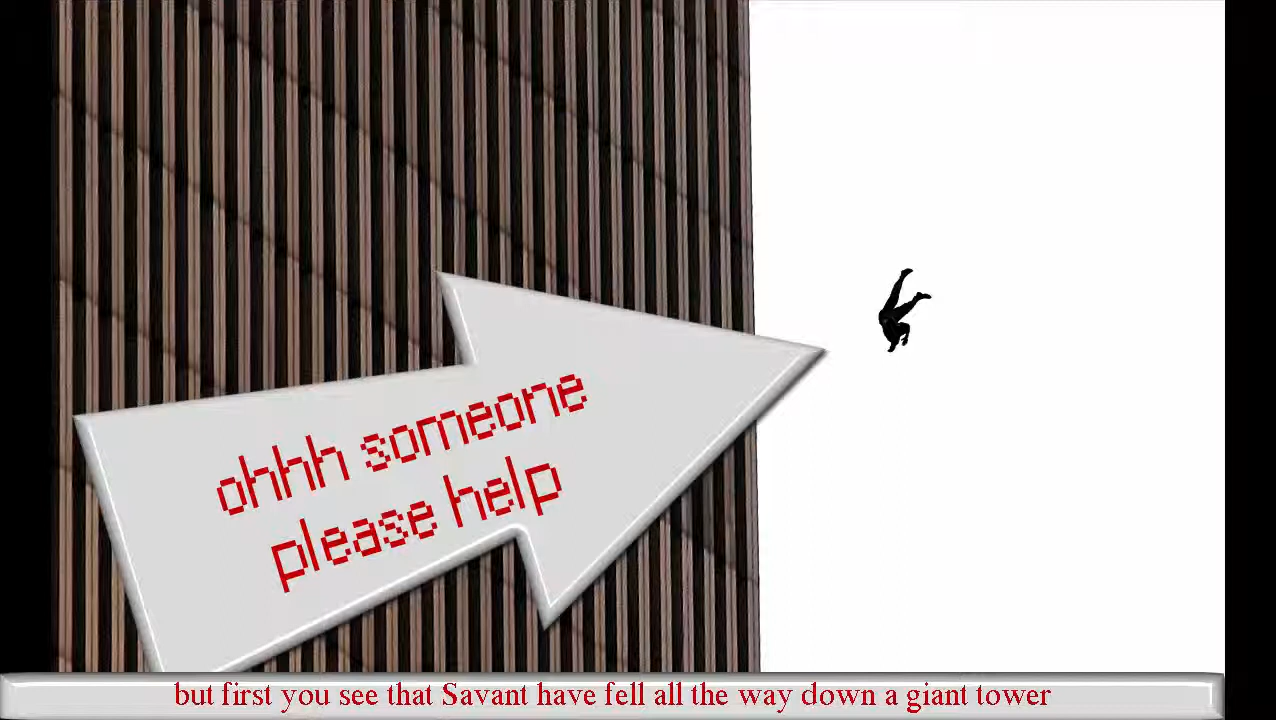 ohhh someone
please help
but first you see that Savant have fell all the way down a giant tower